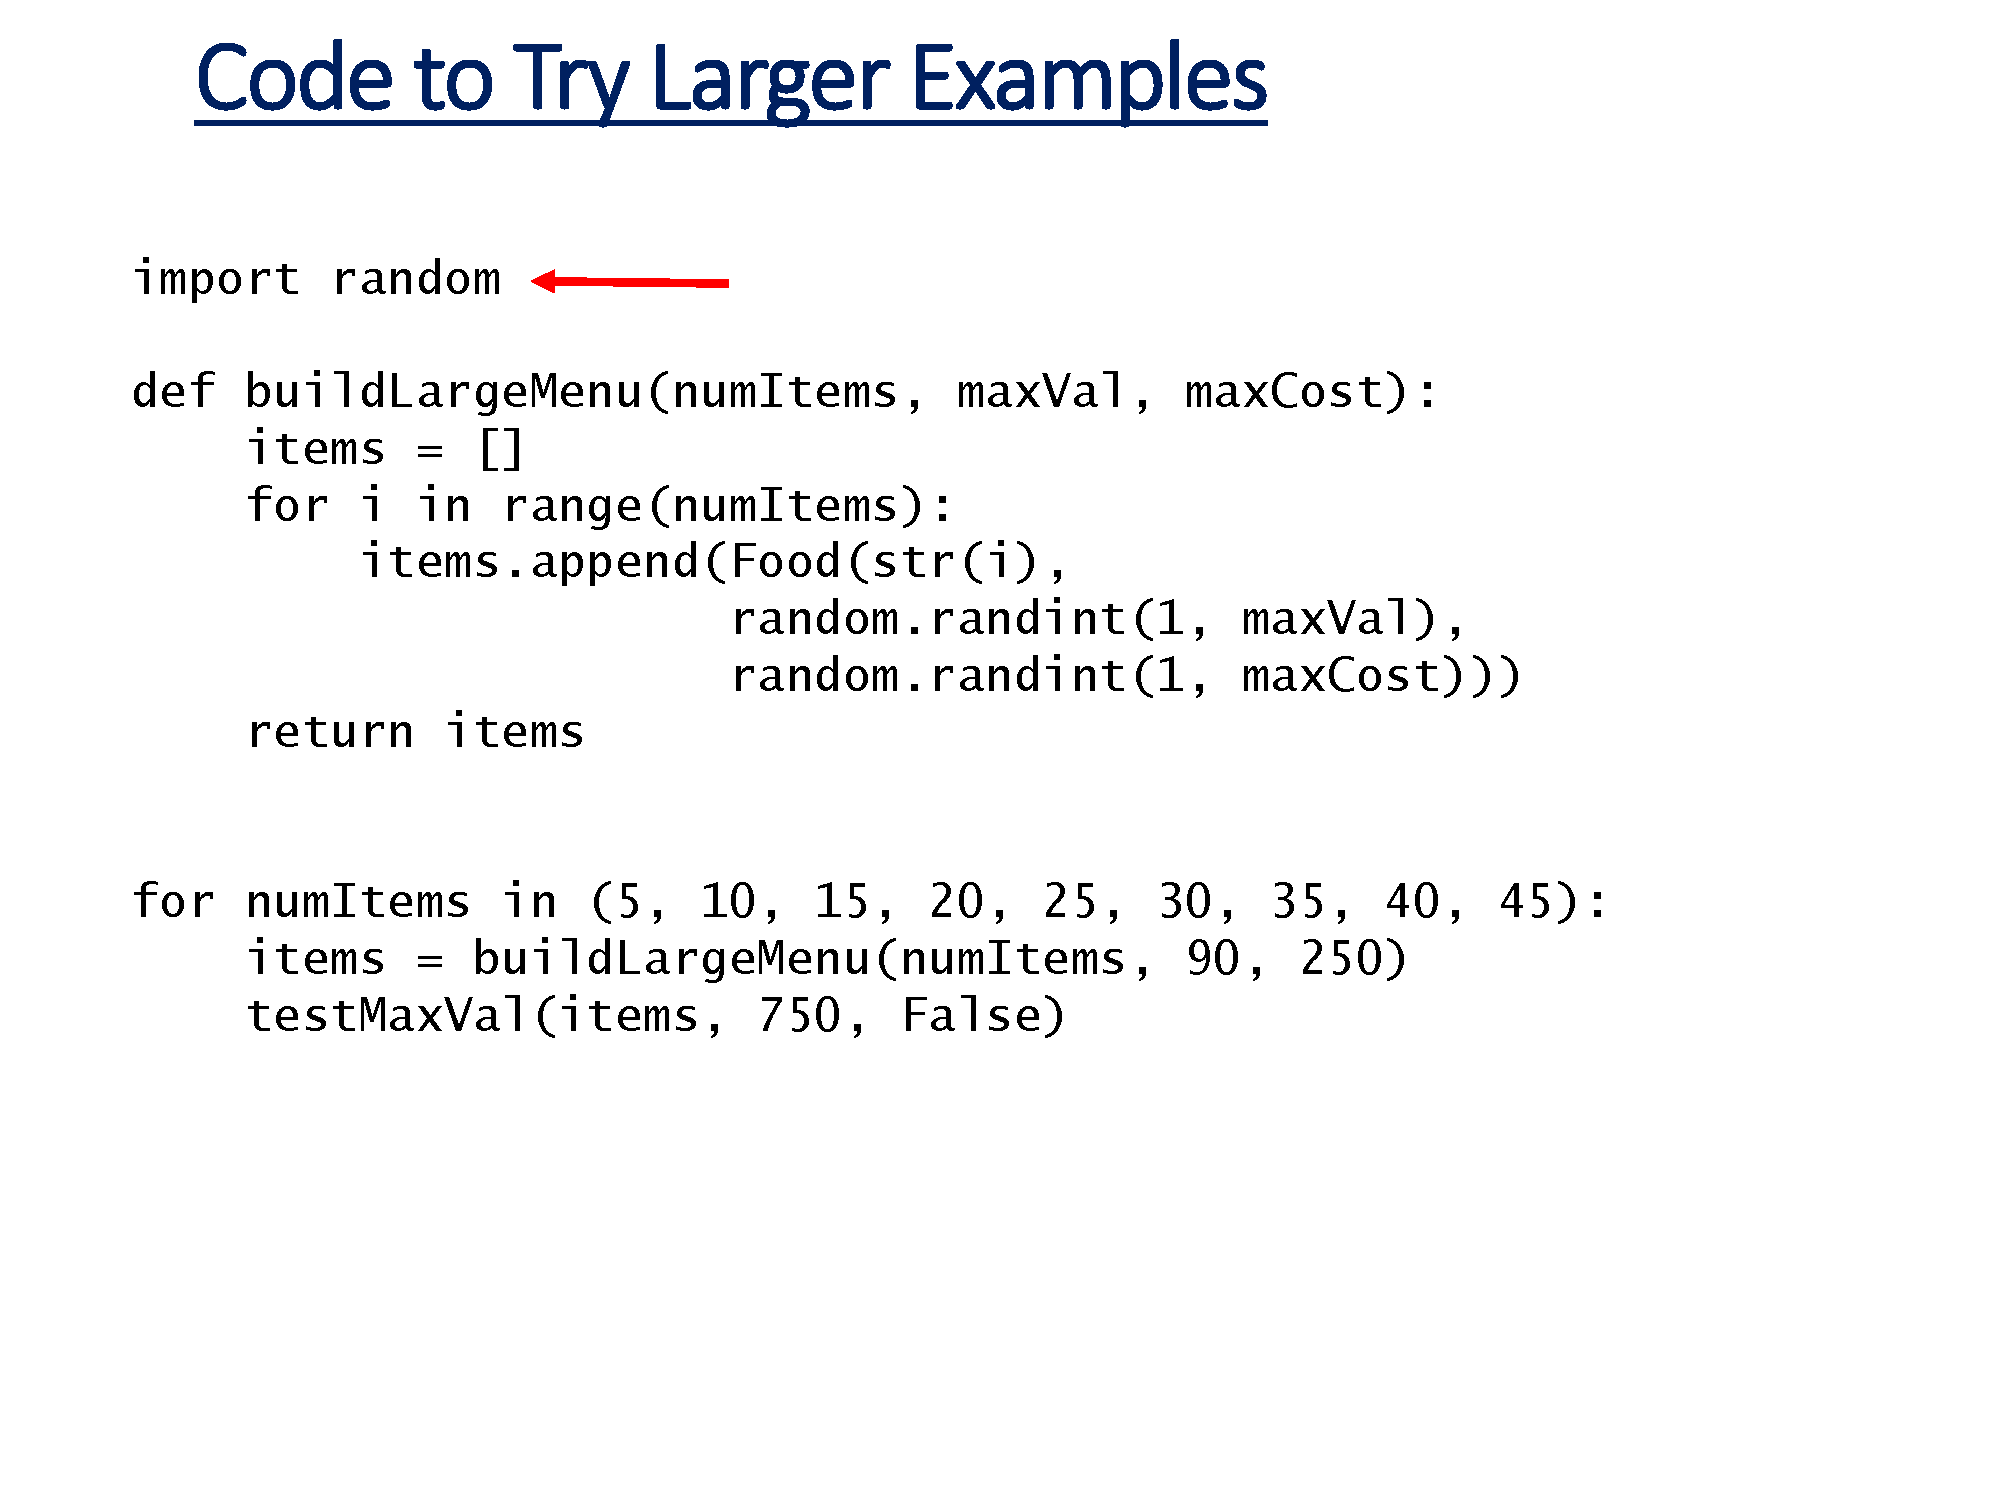 Code to Try Larger Examples
import random
def buildLargeMenu(numItems, maxVal, maxCost):
    items = []
    for i in range(numItems):
        items.append(Food(str(i),
                     random.randint(1, maxVal),
                     random.randint(1, maxCost)))
    return items
for numItems in (5, 10, 15, 20, 25, 30, 35, 40, 45):
    items = buildLargeMenu(numItems, 90, 250)
    testMaxVal(items, 750, False)